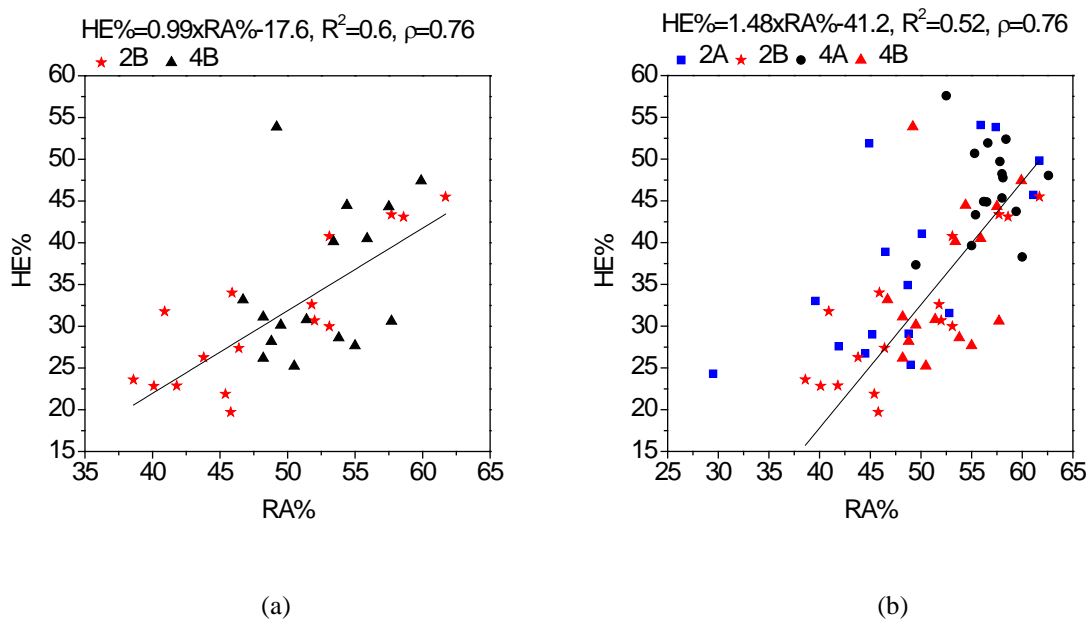 HE%=0.99xRA%-17.6, R²=0.6, ρ=0.76
2B 4B
60
55
50
45
40
35
30
25
20
15
HE%
35 40 45 50 55 60 65
RA%
(a)
HE%=1.48xRA%-41.2, R²=0.52, ρ=0.76
2A 2B 4A 4B
60
55
50
45
40
35
30
25
20
15
HE%
25 30 35 40 45 50 55 60 65
RA%
(b)